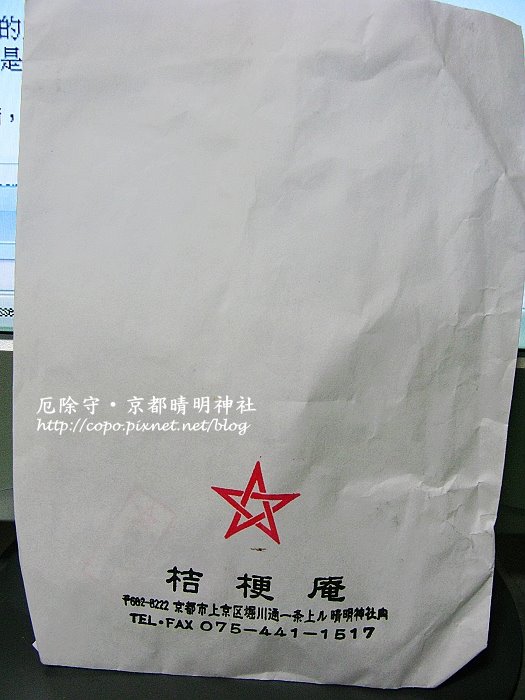 的
是
厄除守・京都晴明神社
http://copo.pixnet.net/blog
桔梗庵
〒602-8222 京都市上京区堀川通一条上ル 晴明神社内
TEL・FAX 075-441-1517